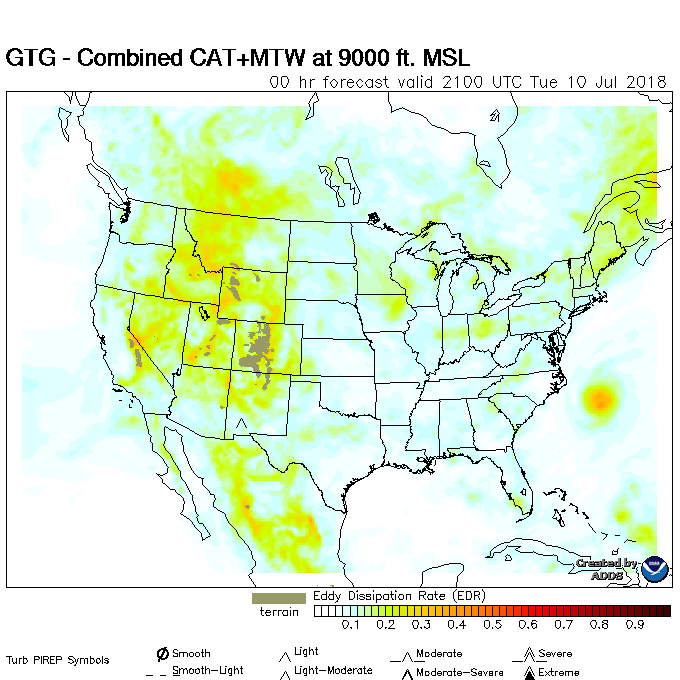 GTG - Combined CAT+MTW at 9000 ft. MSL
00 hr forecast valid 2100 UTC Tue 10 Jul 2018
Created by
ADDS
terrain
Eddy Dissipation Rate (EDR)
0.1 0.2 0.3 0.4 0.5 0.6 0.7 0.8 0.9
Turb PIREP Symbols
Smooth
Light
Moderate
Severe
Smooth-Light
Light-Moderate
Moderate-Severe
Extreme